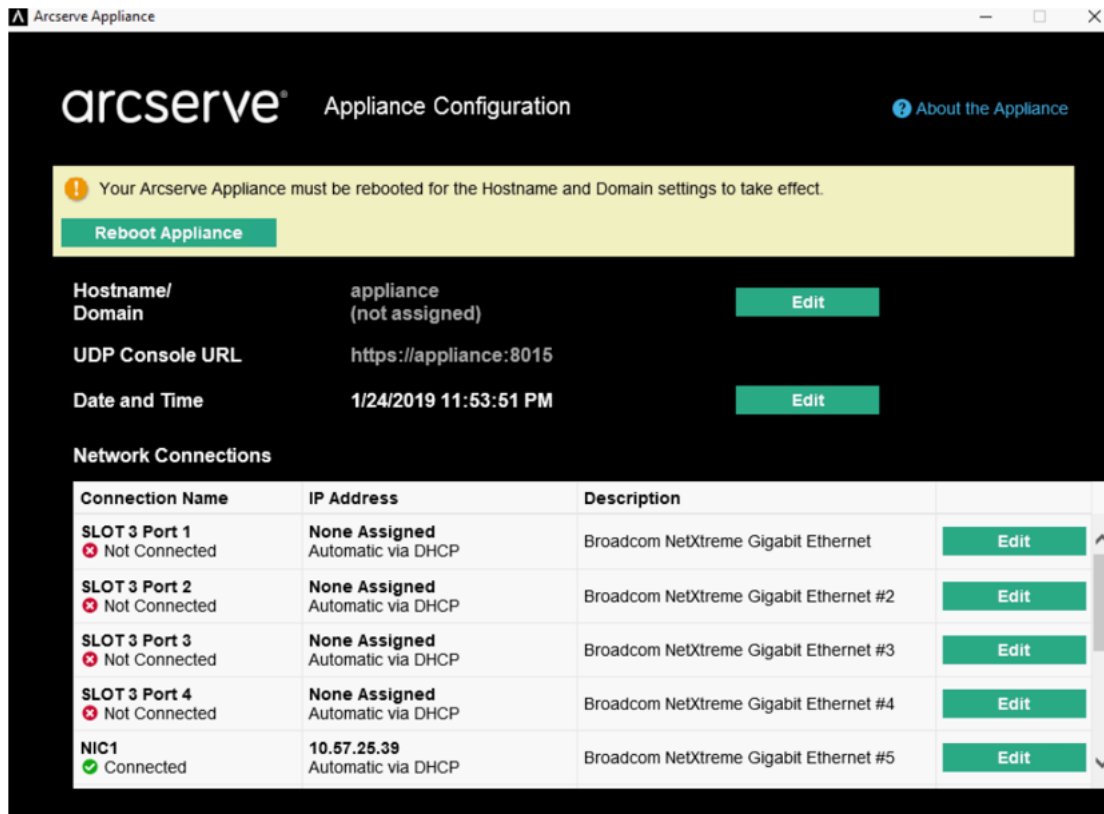 Arcserve Appliance
arcserve® Appliance Configuration
? About the Appliance
! Your Arcserve Appliance must be rebooted for the Hostname and Domain settings to take effect.
Reboot Appliance
Hostname/ appliance Edit
Domain (not assigned)
UDP Console URL https://appliance:8015
Date and Time 1/24/2019 11:53:51 PM Edit
Network Connections
Connection Name IP Address Description
SLOT 3 Port 1 None Assigned Broadcom NetXtreme Gigabit Ethernet Edit
Not Connected Automatic via DHCP
SLOT 3 Port 2 None Assigned Broadcom NetXtreme Gigabit Ethernet #2 Edit
Not Connected Automatic via DHCP
SLOT 3 Port 3 None Assigned Broadcom NetXtreme Gigabit Ethernet #3 Edit
Not Connected Automatic via DHCP
SLOT 3 Port 4 None Assigned Broadcom NetXtreme Gigabit Ethernet #4 Edit
Not Connected Automatic via DHCP
NIC1 10.57.25.39 Broadcom NetXtreme Gigabit Ethernet #5 Edit
Connected Automatic via DHCP